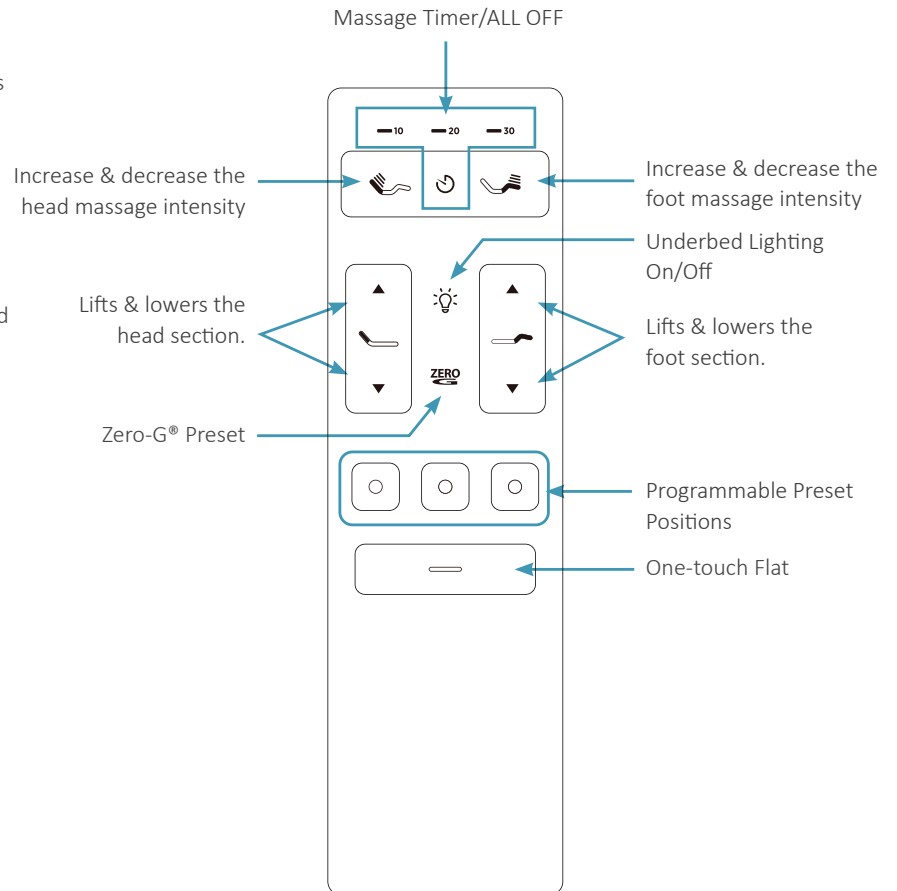 Massage Timer/ALL OFF
s
10 20 30
Increase & decrease the
head massage intensity
Increase & decrease the
foot massage intensity
Underbed Lighting
On/Off
d
Lifts & lowers the
head section.
Lifts & lowers the
foot section.
ZERO
G
Zero-G® Preset
Programmable Preset
Positions
One-touch Flat